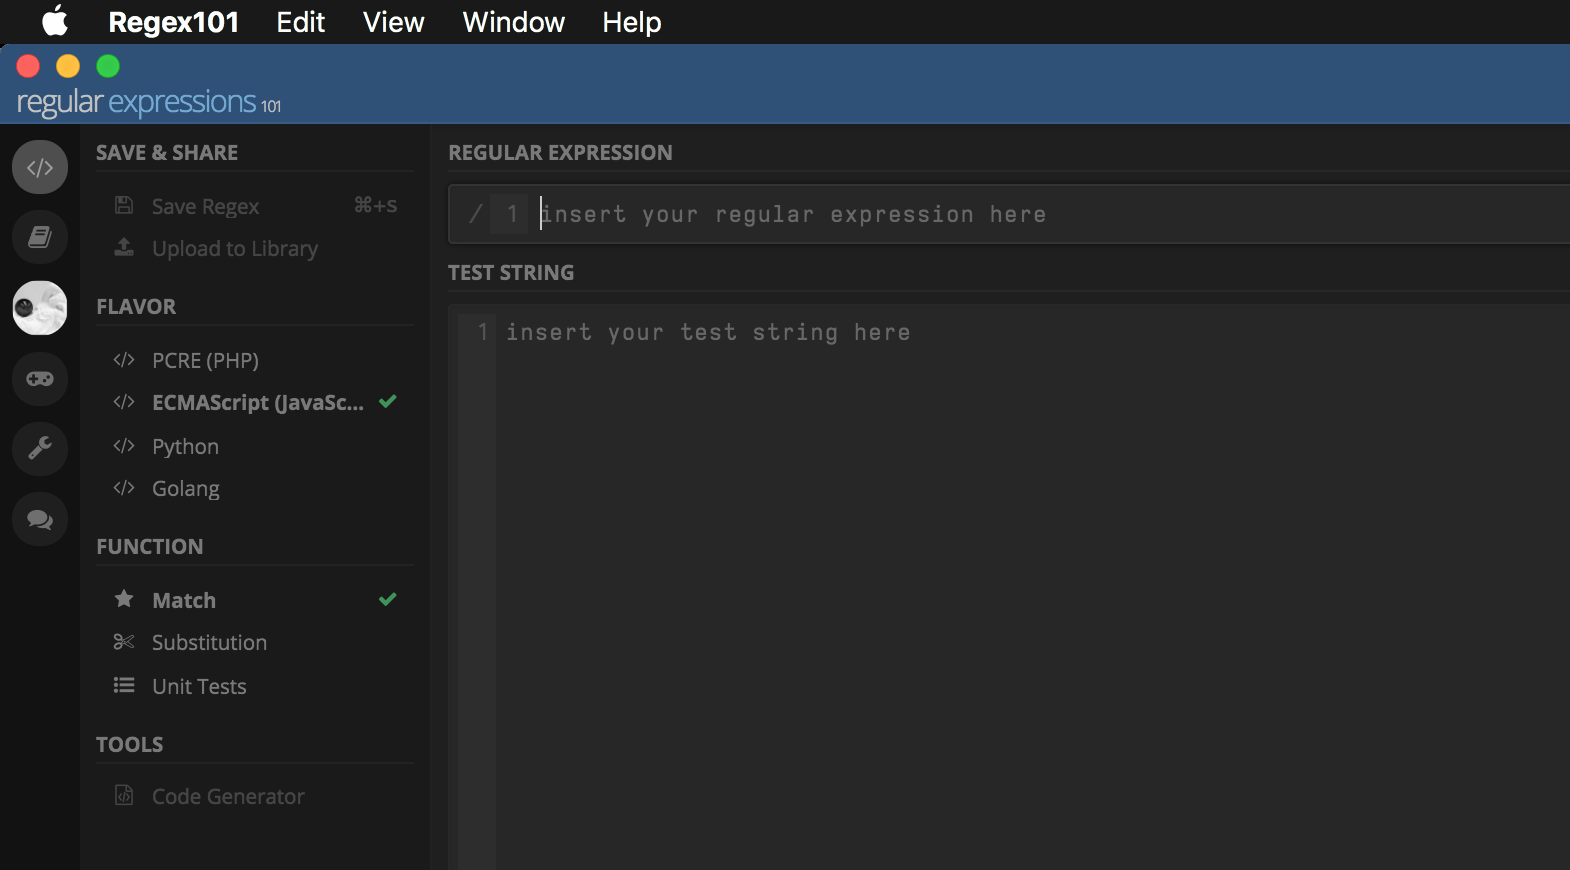 Regex101 Edit View Window Help
regular expressions 101
SAVE & SHARE
Save Regex ⌘+S
Upload to Library
FLAVOR
</> PCRE (PHP)
</> ECMAScript (JavaSc...
</> Python
</> Golang
FUNCTION
Match
Substitution
Unit Tests
TOOLS
Code Generator
REGULAR EXPRESSION
/ 1 insert your regular expression here
TEST STRING
1 insert your test string here